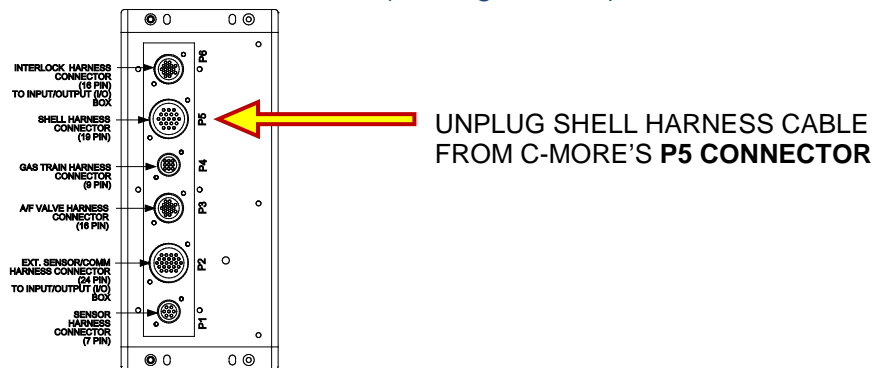 INTERLOCK HARNESS
CONNECTOR
(16 PIN)
TO INPUT/OUTPUT (I/O)
BOX
P6
SHELL HARNESS
CONNECTOR
(19 PIN)
P5
GAS TRAIN HARNESS
CONNECTOR
(9 PIN)
P4
A/F VALVE HARNESS
CONNECTOR
(16 PIN)
P3
EXT. SENSOR/COMM
HARNESS CONNECTOR
(24 PIN)
TO INPUT/OUTPUT (I/O)
BOX
P2
SENSOR
HARNESS
CONNECTOR
(7 PIN)
P1
UNPLUG SHELL HARNESS CABLE
FROM C-MORE'S P5 CONNECTOR